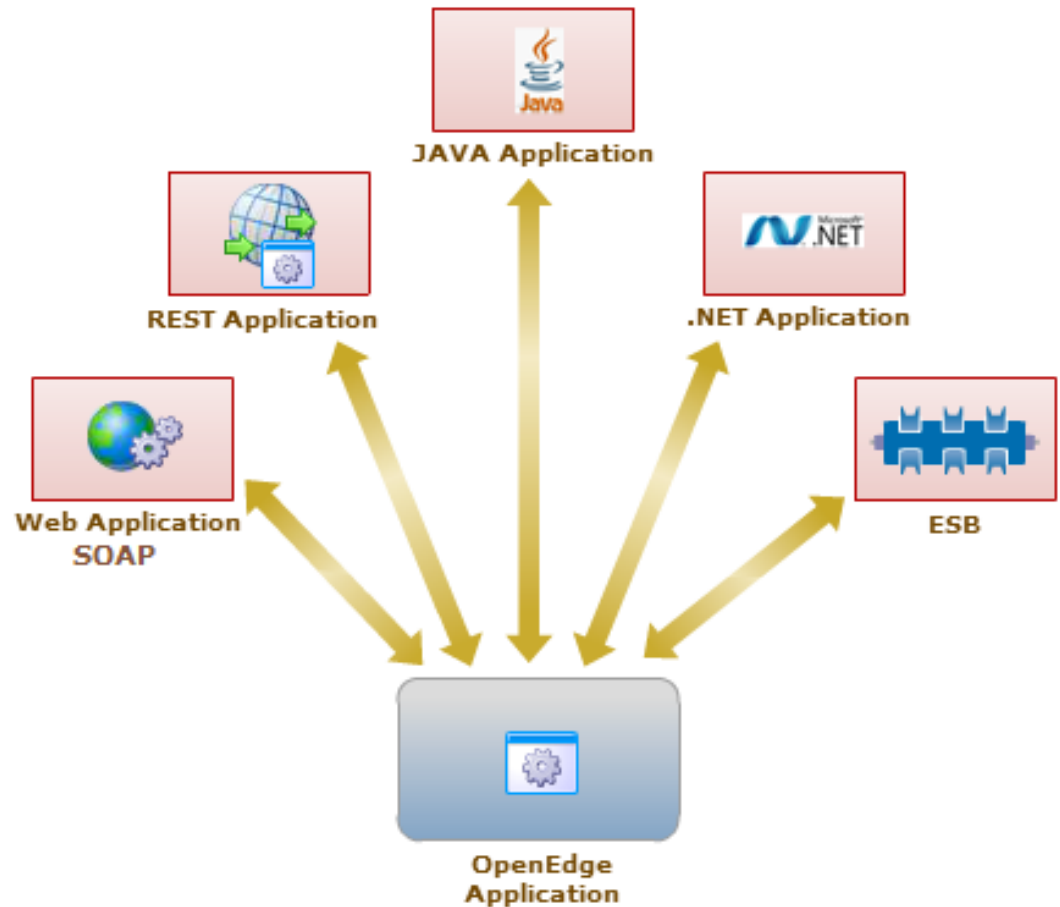 Java
JAVA Application
Microsoft
.NET
REST Application
.NET Application
Web Application
SOAP
ESB
OpenEdge
Application